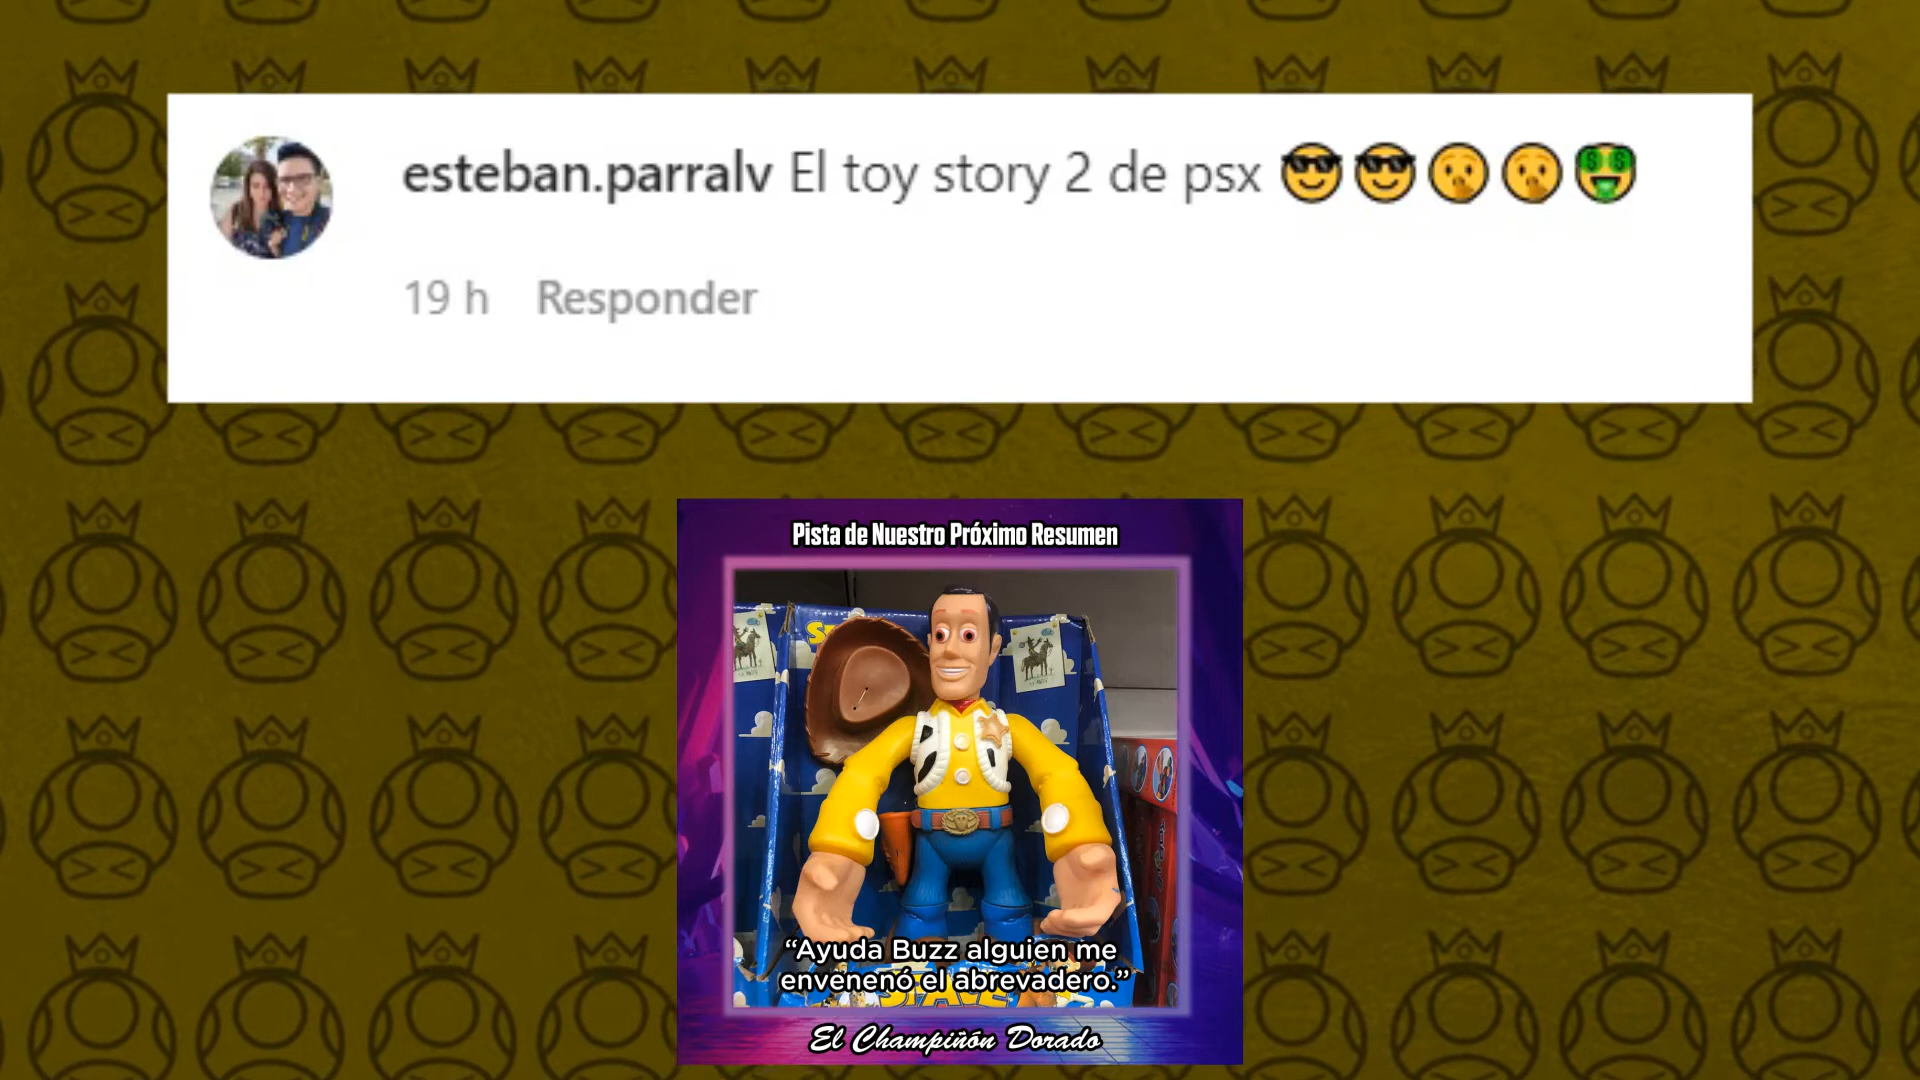 esteban.parralv El toy story 2 de psx 😎😎🫢🫢🤑
19 h Responder
Pista de Nuestro Próximo Resumen
“Ayuda Buzz alguien me
envenenó el abrevadero.”
El Champiñón Dorado